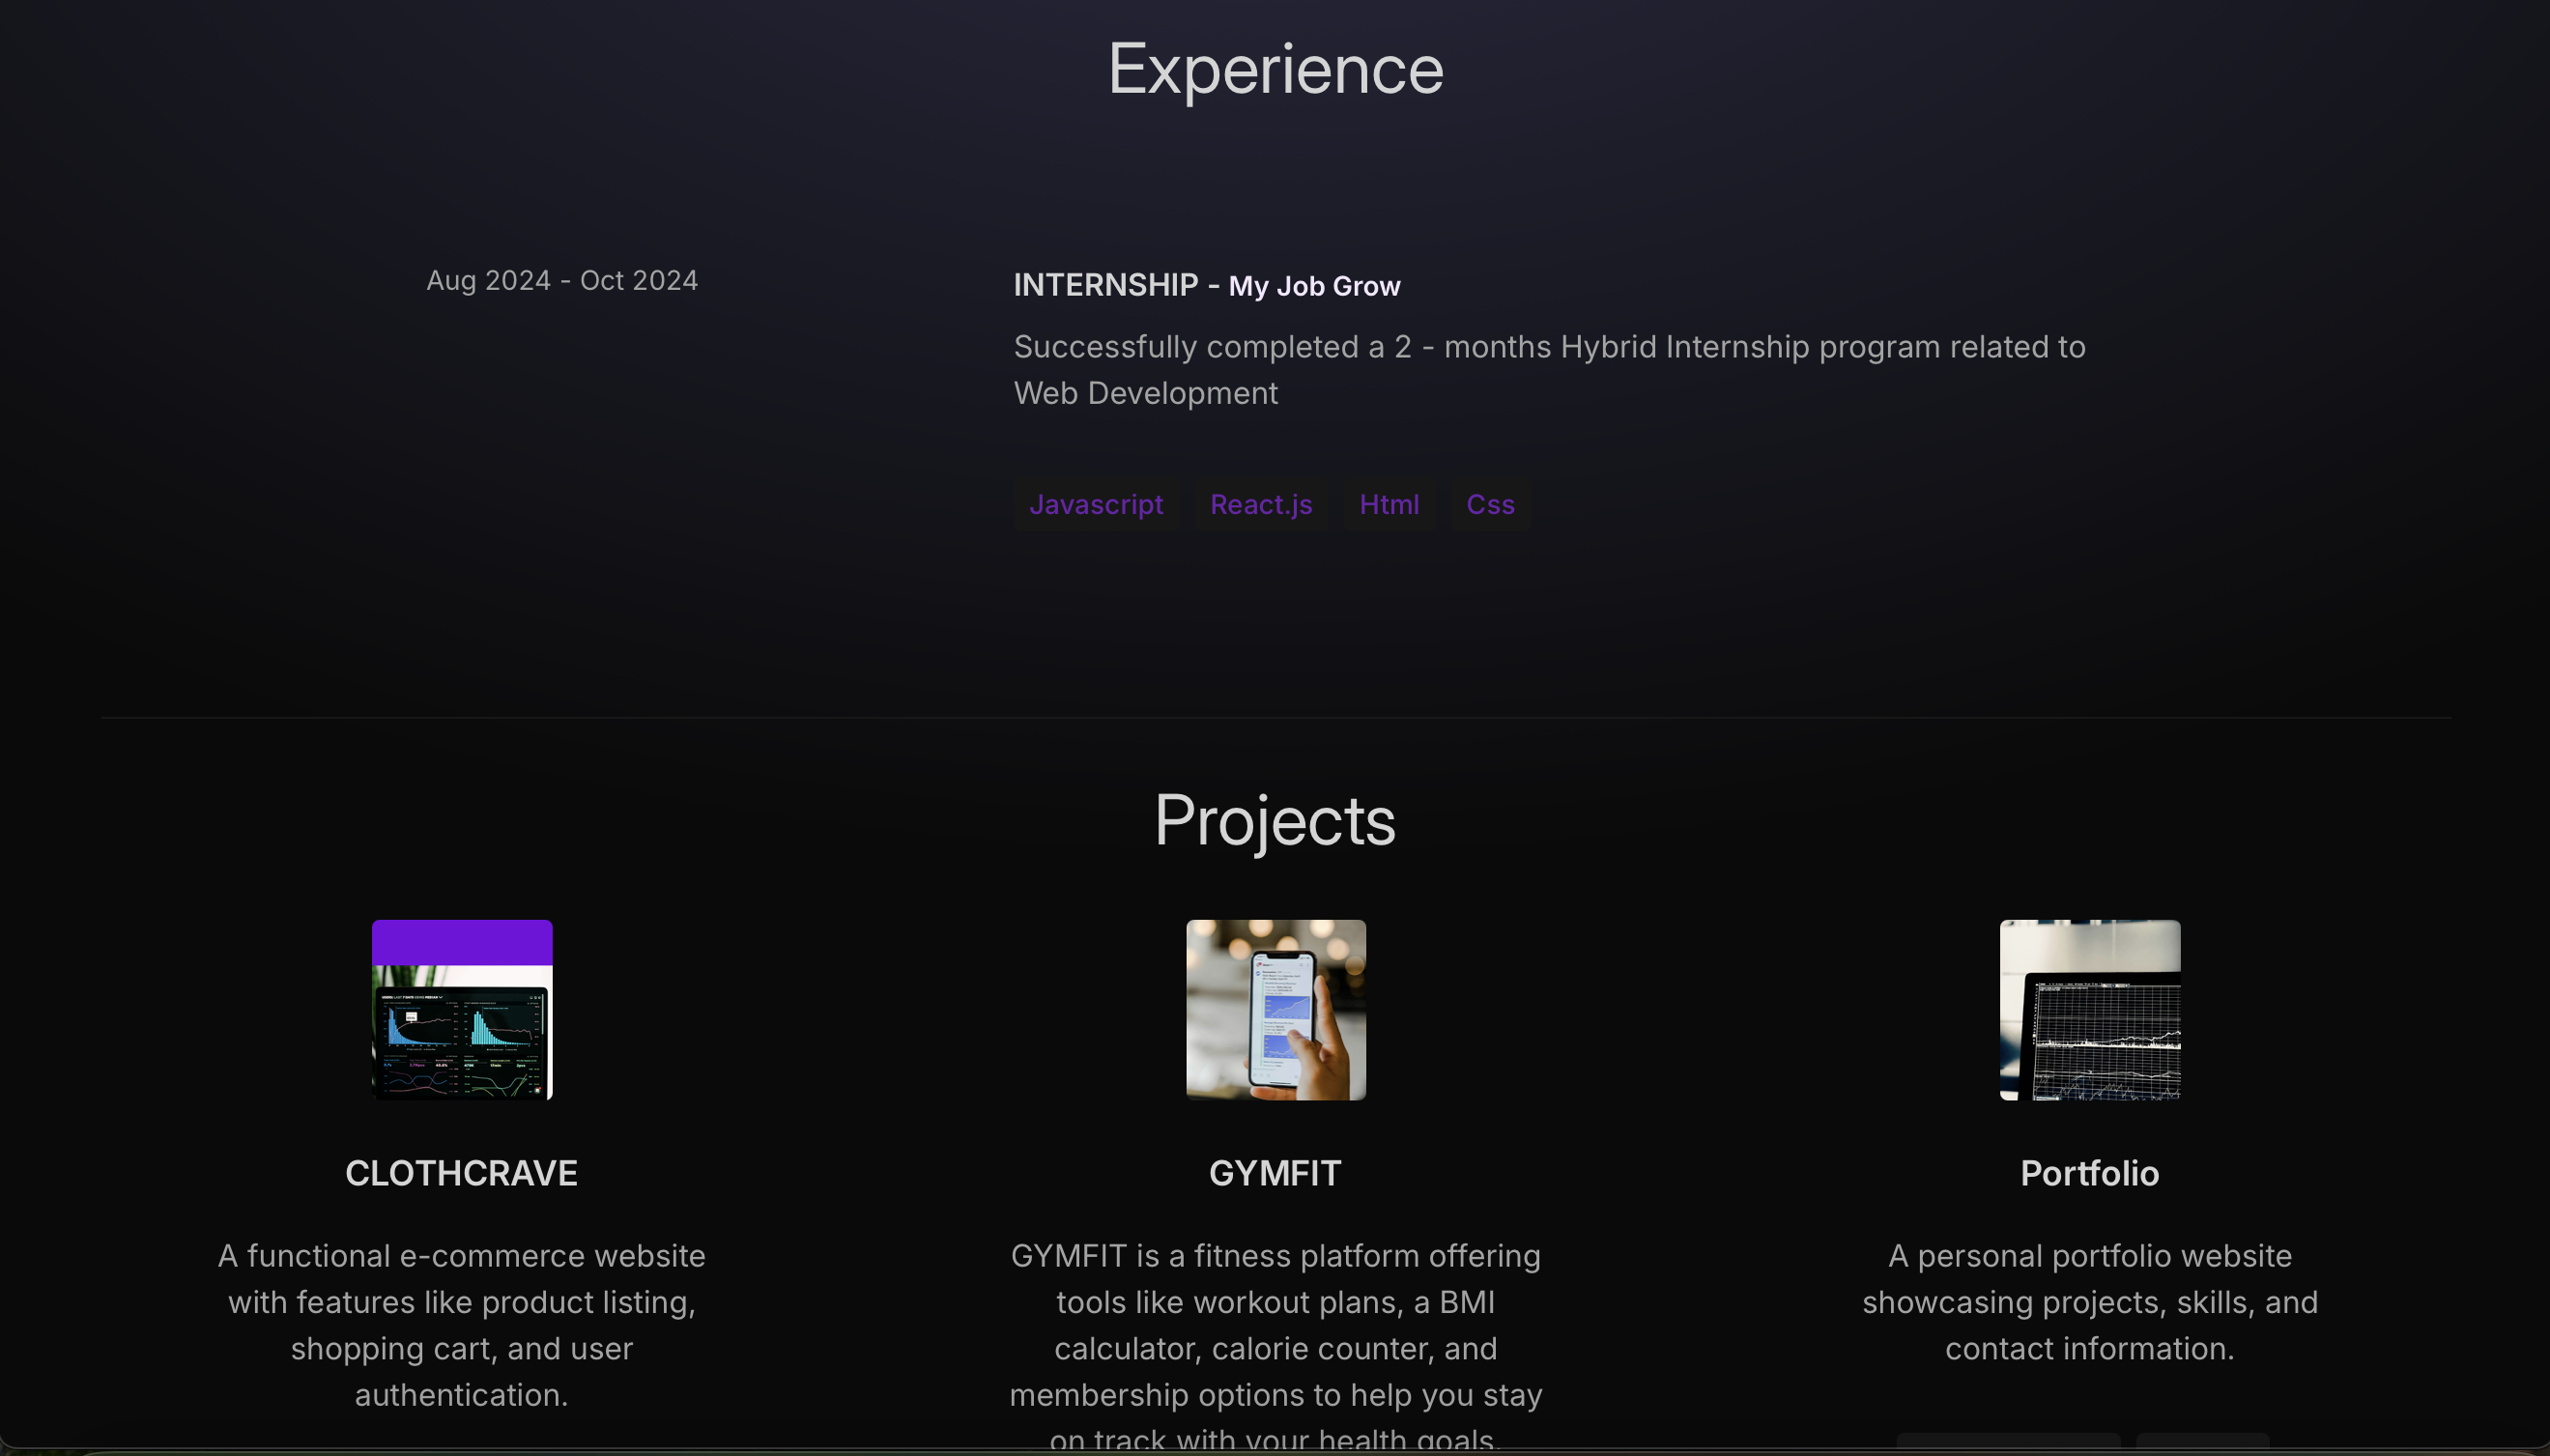 Experience
Aug 2024 - Oct 2024
INTERNSHIP - My Job Grow
Successfully completed a 2 - months Hybrid Internship program related to
Web Development
Javascript React.js Html Css
Projects
CLOTHCRAVE
A functional e-commerce website
with features like product listing,
shopping cart, and user
authentication.
GYMFIT
GYMFIT is a fitness platform offering
tools like workout plans, a BMI
calculator, calorie counter, and
membership options to help you stay
on track with your health goals.
Portfolio
A personal portfolio website
showcasing projects, skills, and
contact information.